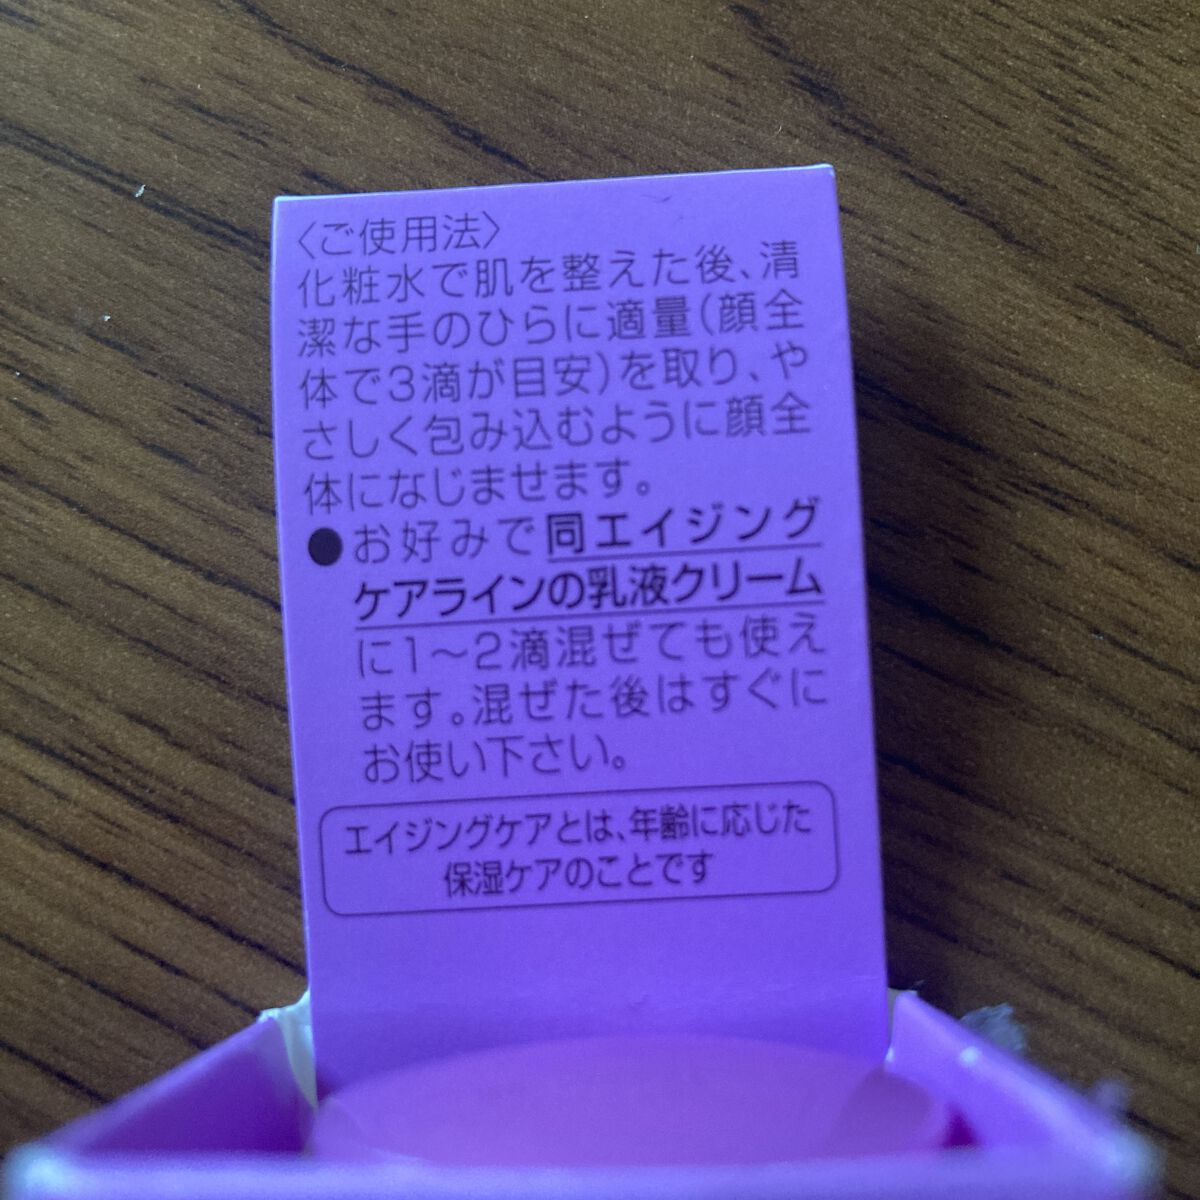 〈ご使用法〉
化粧水で肌を整えた後、清
潔な手のひらに適量(顔全
体で3滴が目安)を取り、や
さしく包み込むように顔全
体になじませます。
●お好みで同エイジング
ケアラインの乳液クリーム
に1〜2滴混ぜても使え
ます。混ぜた後はすぐに
お使い下さい。
エイジングケアとは、年齢に応じた
保湿ケアのことです